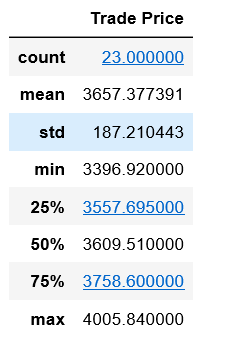 Trade Price
count 23.000000
mean 3657.377391
std 187.210443
min 3396.920000
25% 3557.695000
50% 3609.510000
75% 3758.600000
max 4005.840000